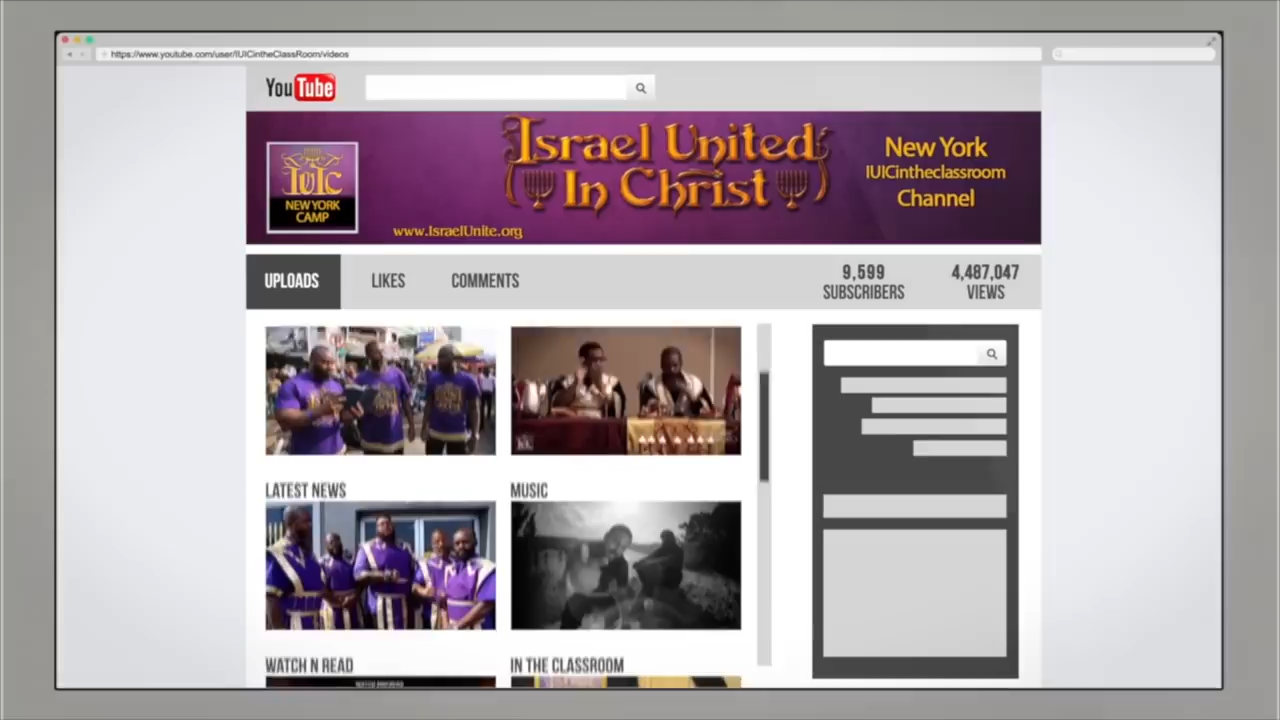 https://www.youtube.com/user/IUICintheClassRoom/videos
YouTube
IUIC
NEW YORK
CAMP
Israel United
In Christ
www.IsraelUnite.org
New York
IUICintheclassroom
Channel
UPLOADS
LIKES
COMMENTS
9,599
SUBSCRIBERS
4,487,047
VIEWS
LATEST NEWS
MUSIC
WATCH N READ
IN THE CLASSROOM